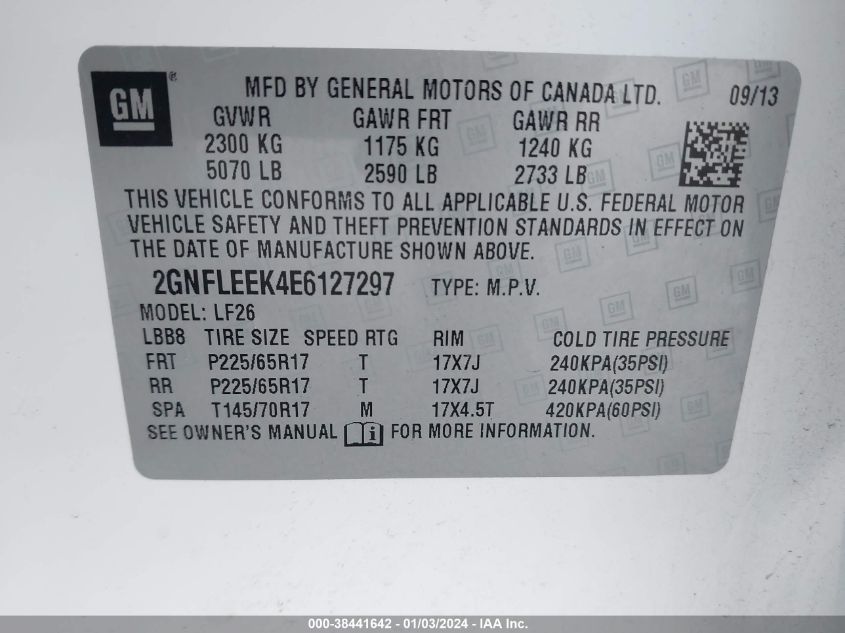 GM ® MFD BY GENERAL MOTORS OF CANADA LTD. 09/13
GVWR GAWR FRT GAWR RR
2300 KG 1175 KG 1240 KG
5070 LB 2590 LB 2733 LB
THIS VEHICLE CONFORMS TO ALL APPLICABLE U.S. FEDERAL MOTOR
VEHICLE SAFETY AND THEFT PREVENTION STANDARDS IN EFFECT ON
THE DATE OF MANUFACTURE SHOWN ABOVE.
2GNFLEEK4E6127297 TYPE: M.P.V.
MODEL: LF26
LBB8 TIRE SIZE SPEED RTG RIM COLD TIRE PRESSURE
FRT P225/65R17 T 17X7J 240KPA(35PSI)
RR P225/65R17 T 17X7J 240KPA(35PSI)
SPA T145/70R17 M 17X4.5T 420KPA(60PSI)
SEE OWNER'S MANUAL i FOR MORE INFORMATION.
000-38441642 / 01/03/2024 - IAA Inc.